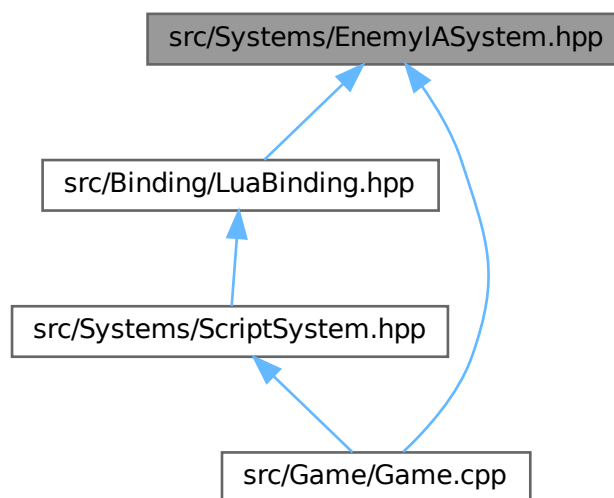 src/Systems/EnemyIASystem.hpp
src/Binding/LuaBinding.hpp
src/Systems/ScriptSystem.hpp
src/Game/Game.cpp